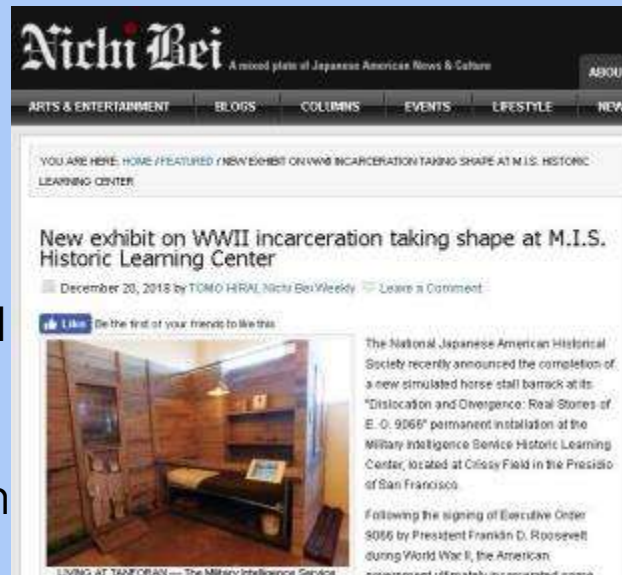 Nichi Bei
A mixed plate of Japanese American News & Culture
ABOU
ARTS & ENTERTAINMENT BLOGS COLUMNS EVENTS LIFESTYLE NEW
YOU ARE HERE: HOME / FEATURED / NEW EXHIBIT ON WWII INCARCERATION TAKING SHAPE AT M.I.S. HISTORIC
LEARNING CENTER
New exhibit on WWII incarceration taking shape at M.I.S.
Historic Learning Center
December 20, 2018 by TOMO HIRAI, Nichi Bei Weekly Leave a Comment
Like Be the first of your friends to like this
l
n
The National Japanese American Historical
Society recently announced the completion of
a new simulated horse stall barrack at its
"Dislocation and Divergence: Real Stories of
E. O. 9066" permanent installation at the
Military Intelligence Service Historic Learning
Center, located at Crissy Field in the Presidio
of San Francisco.
Following the signing of Executive Order
9066 by President Franklin D. Roosevelt
during World War II, the American
government ultimately incarcerated some
LIVING AT TANFORAN — The Military Intelligence Service